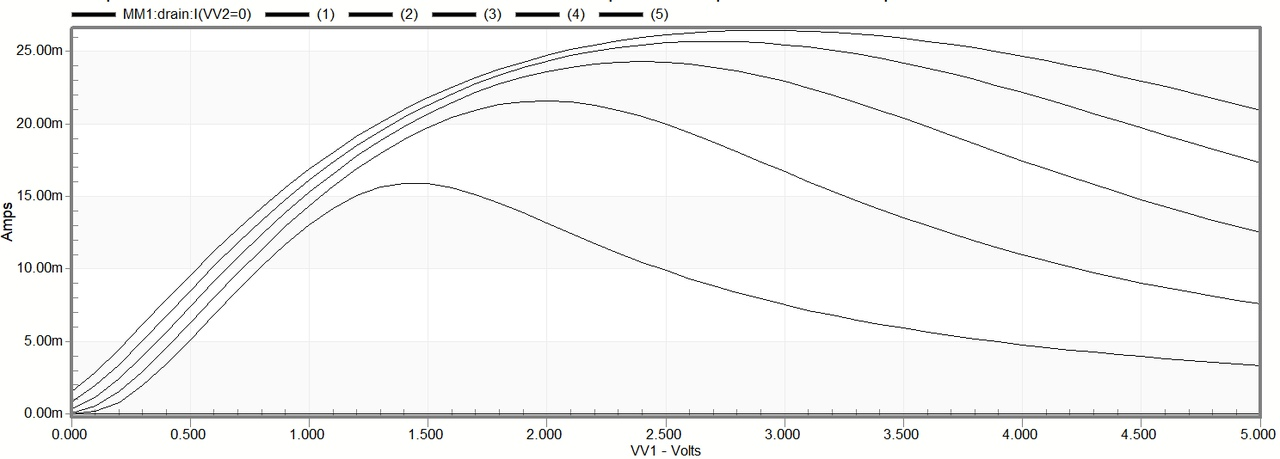 MM1:drain:I(VV2=0) (1) (2) (3) (4) (5)
25.00m
20.00m
15.00m
10.00m
5.00m
0.00m
Amps
0.000 0.500 1.000 1.500 2.000 2.500 3.000 3.500 4.000 4.500 5.000
VV1 - Volts